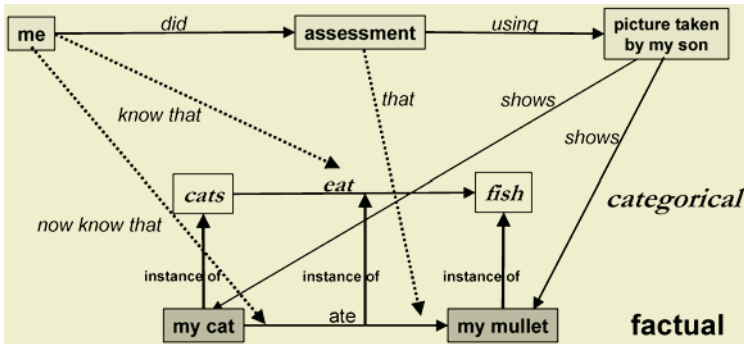 me
did
assessment
using
picture taken
by my son
know that
that
shows
shows
cats
eat
fish
categorical
now know that
instance of
instance of
instance of
my cat
ate
my mullet
factual